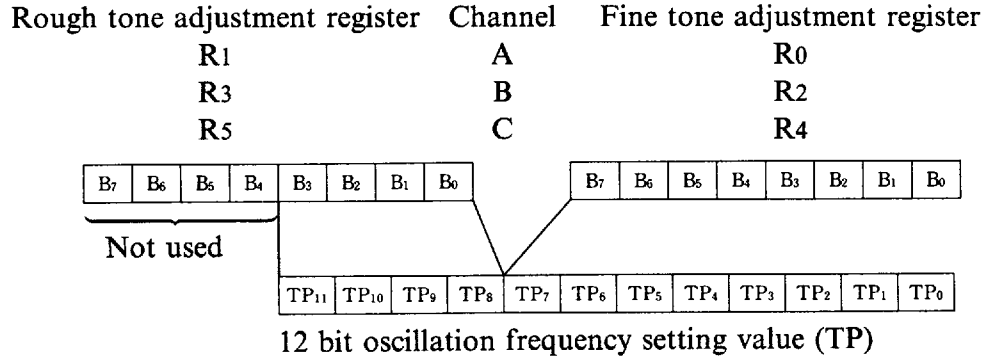 Rough tone adjustment register Channel Fine tone adjustment register
R1 A R0
R3 B R2
R5 C R4
B7 B6 B5 B4 B3 B2 B1 B0 B7 B6 B5 B4 B3 B2 B1 B0
Not used
TP11 TP10 TP9 TP8 TP7 TP6 TP5 TP4 TP3 TP2 TP1 TP0
12 bit oscillation frequency setting value (TP)